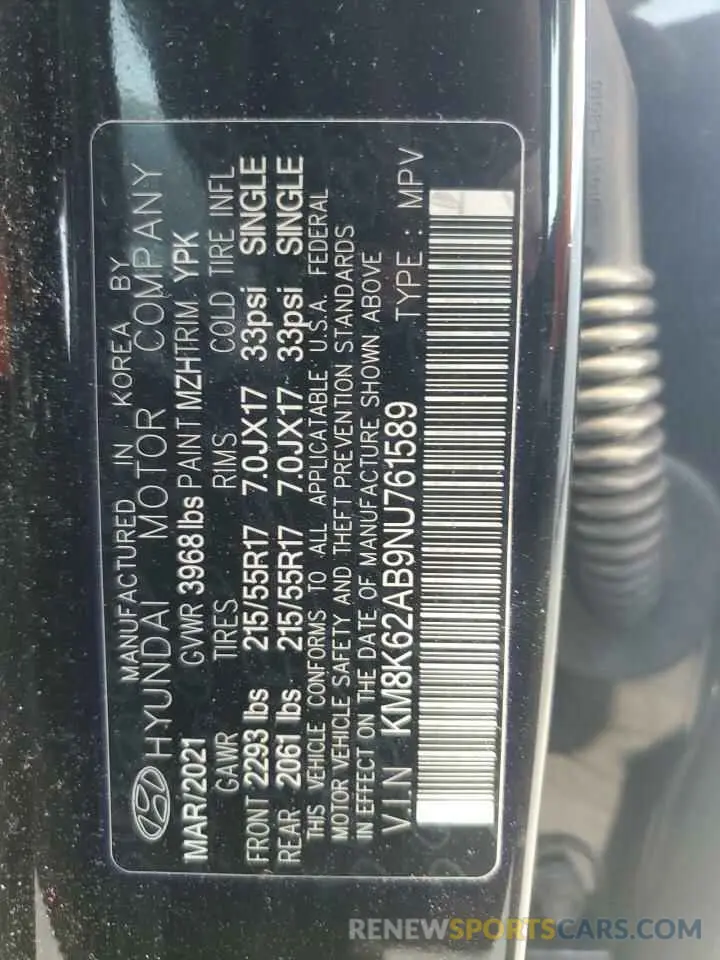 MANUFACTURED IN KOREA BY
HYUNDAI MOTOR COMPANY
MAR/2021 GVWR 3968 lbs PAINT MZH TRIM YPK
GAWR TIRES RIMS COLD TIRE INFL
FRONT 2293 lbs 215/55R17 7.0JX17 33psi SINGLE
REAR 2061 lbs 215/55R17 7.0JX17 33psi SINGLE
THIS VEHICLE CONFORMS TO ALL APPLICATABLE U.S.A. FEDERAL
MOTOR VEHICLE SAFETY AND THEFT PREVENTION STANDARDS
IN EFFECT ON THE DATE OF MANUFACTURE SHOWN ABOVE
V.I.N KM8K62AB9NU761589 TYPE : MPV
RENEWSPORTSCARS.COM